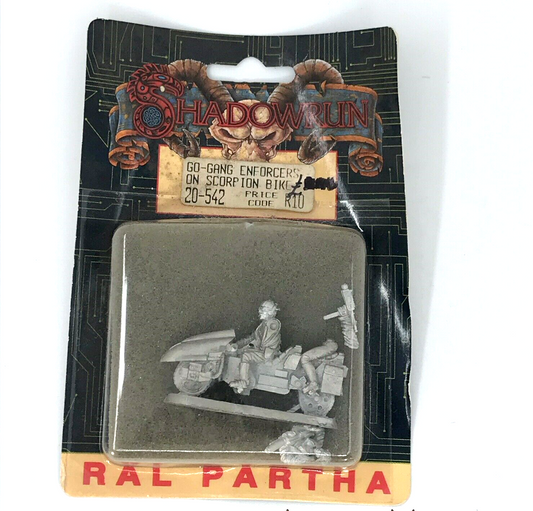 SHADOWRUN
GO-GANG ENFORCERS
ON SCORPION BIKE
20-542 PRICE CODE R10
RAL PARTHA